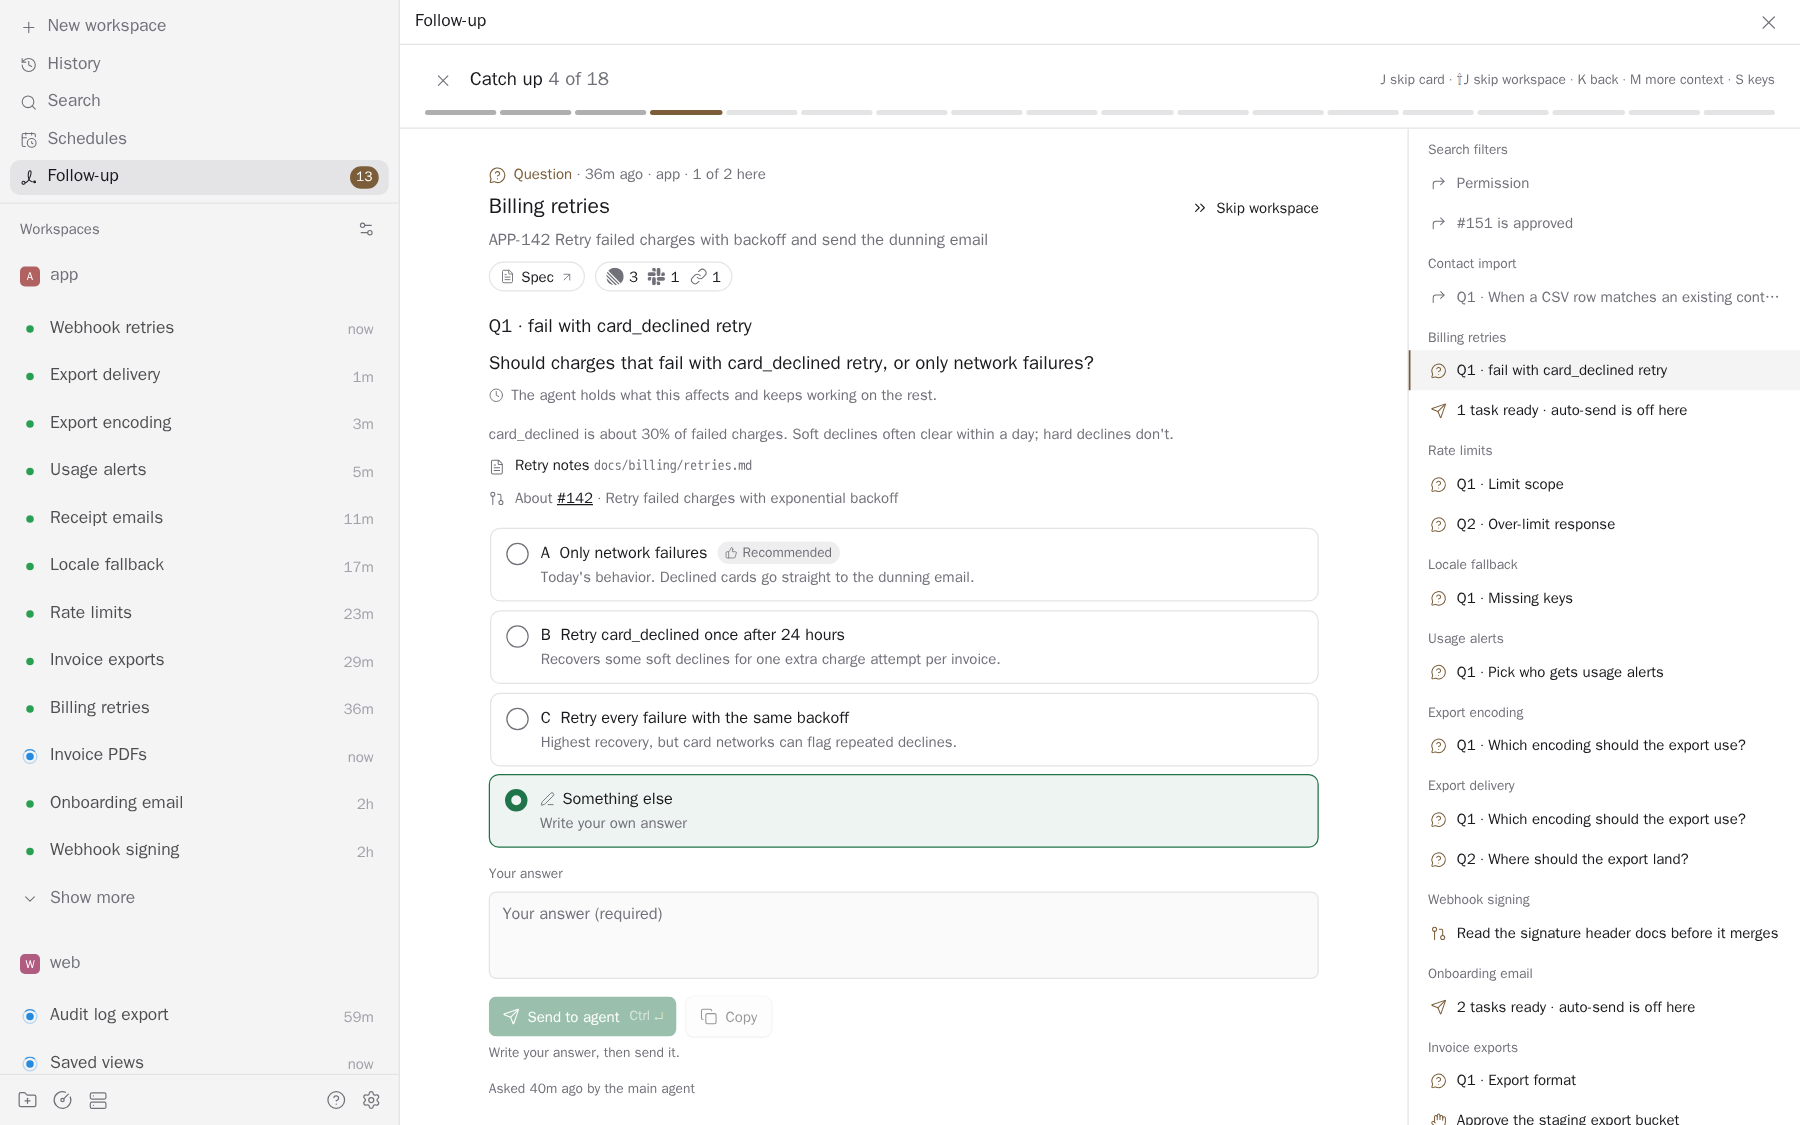 New workspace
History
Search
Schedules
Follow-up 13
Workspaces
A app
Webhook retries now
Export delivery 1m
Export encoding 3m
Usage alerts 5m
Receipt emails 11m
Locale fallback 17m
Rate limits 23m
Invoice exports 29m
Billing retries 36m
Invoice PDFs now
Onboarding email 2h
Webhook signing 2h
Show more
W web
Audit log export 59m
Saved views now
Follow-up
Catch up 4 of 18
J skip card · ⇧J skip workspace · K back · M more context · S keys
Question · 36m ago · app · 1 of 2 here
Billing retries
Skip workspace
APP-142 Retry failed charges with backoff and send the dunning email
Spec ↗ 3 1 1
Q1 · fail with card_declined retry
Should charges that fail with card_declined retry, or only network failures?
The agent holds what this affects and keeps working on the rest.
card_declined is about 30% of failed charges. Soft declines often clear within a day; hard declines don't.
Retry notes docs/billing/retries.md
About #142 · Retry failed charges with exponential backoff
A Only network failures Recommended
Today's behavior. Declined cards go straight to the dunning email.
B Retry card_declined once after 24 hours
Recovers some soft declines for one extra charge attempt per invoice.
C Retry every failure with the same backoff
Highest recovery, but card networks can flag repeated declines.
Something else
Write your own answer
Your answer
Your answer (required)
Send to agent Ctrl ↵
Copy
Write your answer, then send it.
Asked 40m ago by the main agent
Search filters
Permission
#151 is approved
Contact import
Q1 · When a CSV row matches an existing cont…
Billing retries
Q1 · fail with card_declined retry
1 task ready · auto-send is off here
Rate limits
Q1 · Limit scope
Q2 · Over-limit response
Locale fallback
Q1 · Missing keys
Usage alerts
Q1 · Pick who gets usage alerts
Export encoding
Q1 · Which encoding should the export use?
Export delivery
Q1 · Which encoding should the export use?
Q2 · Where should the export land?
Webhook signing
Read the signature header docs before it merges
Onboarding email
2 tasks ready · auto-send is off here
Invoice exports
Q1 · Export format
Approve the staging export bucket